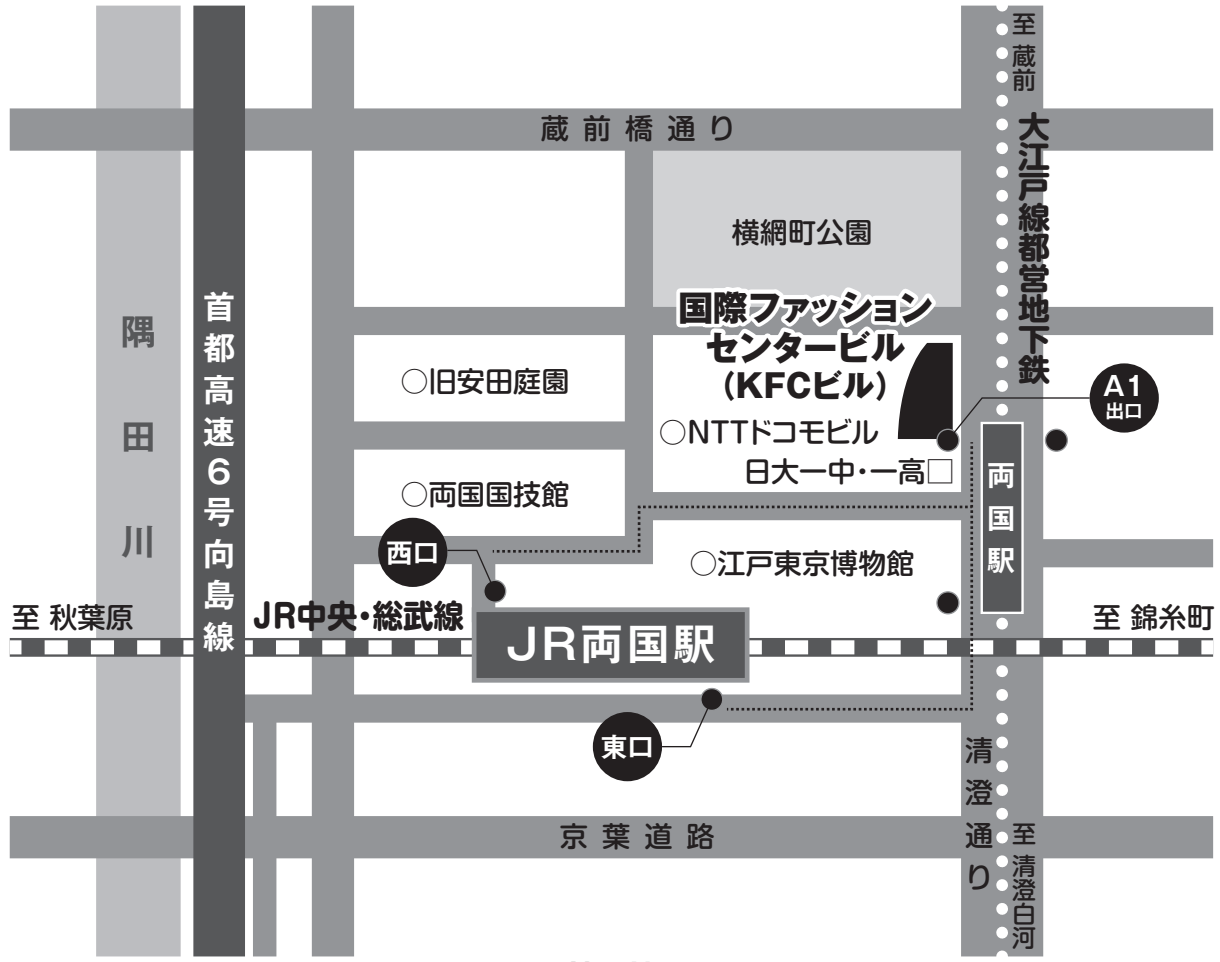 至 蔵前
蔵前橋通り
大江戸線都営地下鉄
横網町公園
首都高速6号向島線
隅田川
国際ファッション
センタービル
(KFCビル)
○旧安田庭園
A1
出口
○NTTドコモビル
日大一中・一高□
両国駅
○両国国技館
西口
○江戸東京博物館
至 秋葉原
JR中央・総武線
至 錦糸町
JR両国駅
東口
清澄通り
京葉道路
至 清澄白河